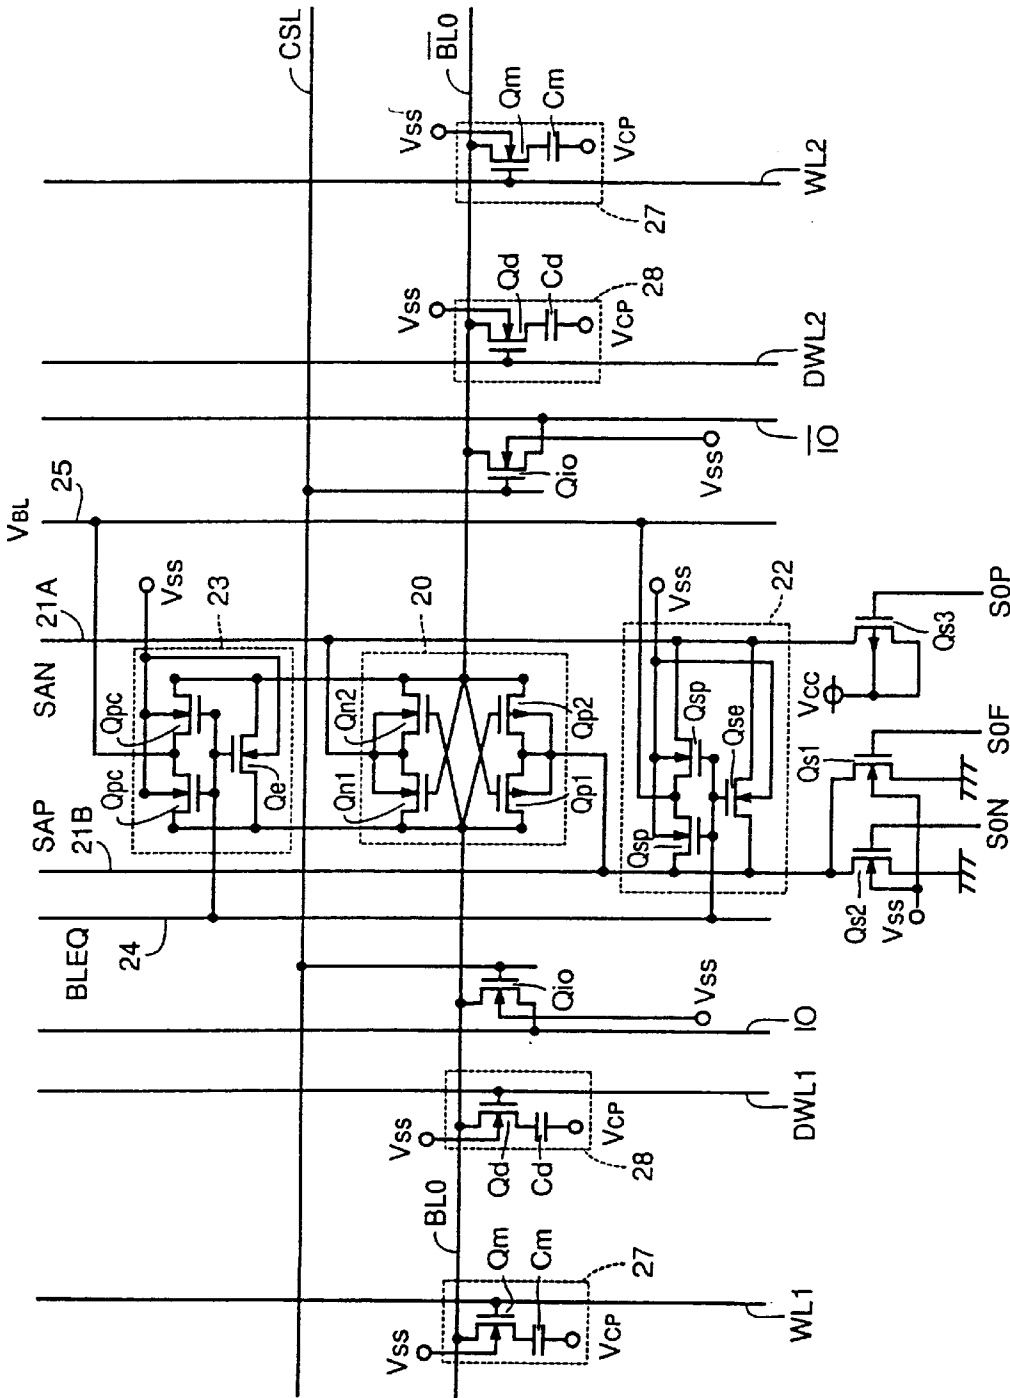 CSL
BL0
Vss
Qm
Cm
VCP
27
WL2
Vss
Qd
Cd
VCP
28
DWL2
IO
Qio
Vss
VBL
25
SAN
21A
Vss
23
Qpc
Qpc
Qe
20
Qn2
Qn1
Qp2
Qp1
Vss
22
Qsp
Qsp
Qse
SAP
21B
BLEQ
24
Vcc
Qs3
S0P
Qs1
S0F
Qs2
Vss
S0N
Qio
Vss
IO
Vss
Qd
Cd
VCP
28
DWL1
BL0
Vss
Qm
Cm
VCP
27
WL1